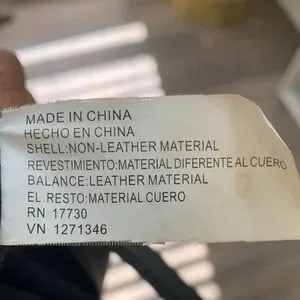 MADE IN CHINA
HECHO EN CHINA
SHELL:NON-LEATHER MATERIAL
REVESTIMIENTO:MATERIAL DIFERENTE AL CUERO
BALANCE:LEATHER MATERIAL
EL RESTO:MATERIAL CUERO
RN 17730
VN 1271346